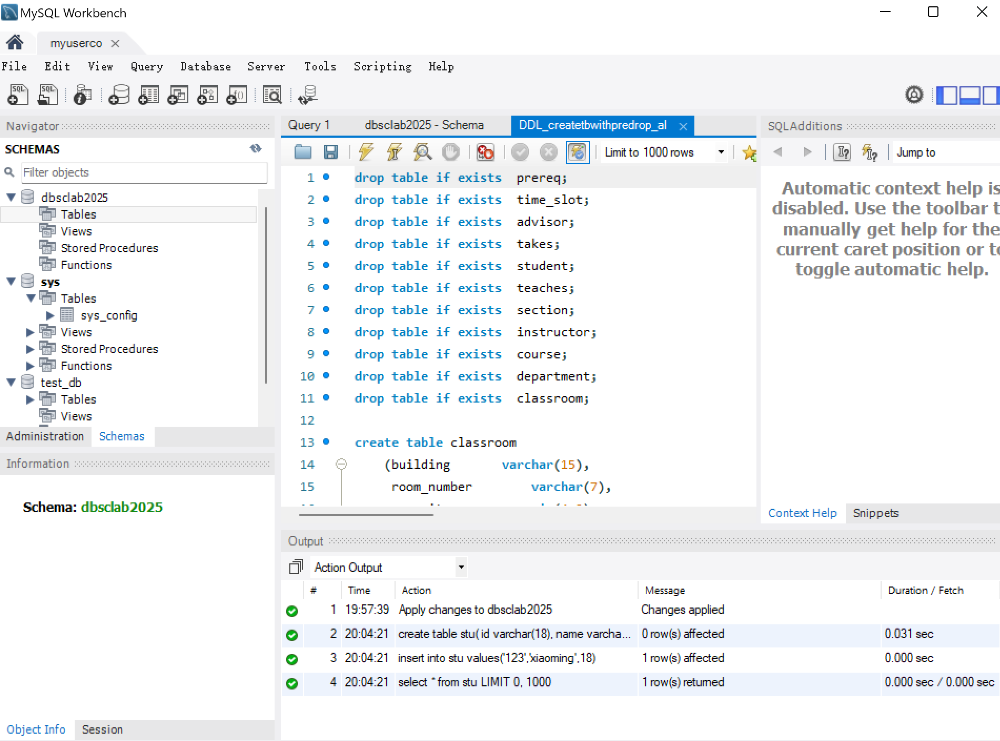 MySQL Workbench
myuserco
File Edit View Query Database Server Tools Scripting Help
Navigator
SCHEMAS
Filter objects
dbsclab2025
Tables
Views
Stored Procedures
Functions
sys
Tables
sys_config
Views
Stored Procedures
Functions
test_db
Tables
Views
Administration Schemas
Information
Schema: dbsclab2025
Object Info Session
Query 1 dbsclab2025 - Schema DDL_createtbwithpredrop_al
Limit to 1000 rows
1 drop table if exists prereq;
2 drop table if exists time_slot;
3 drop table if exists advisor;
4 drop table if exists takes;
5 drop table if exists student;
6 drop table if exists teaches;
7 drop table if exists section;
8 drop table if exists instructor;
9 drop table if exists course;
10 drop table if exists department;
11 drop table if exists classroom;
12
13 create table classroom
14 (building varchar(15),
15 room_number varchar(7),
SQLAdditions
Jump to
Automatic context help is
disabled. Use the toolbar t
manually get help for the
current caret position or to
toggle automatic help.
Context Help Snippets
Output
Action Output
# Time Action Message Duration / Fetch
1 19:57:39 Apply changes to dbsclab2025 Changes applied
2 20:04:21 create table stu( id varchar(18), name varcha... 0 row(s) affected 0.031 sec
3 20:04:21 insert into stu values('123','xiaoming',18) 1 row(s) affected 0.000 sec
4 20:04:21 select * from stu LIMIT 0, 1000 1 row(s) returned 0.000 sec / 0.000 sec